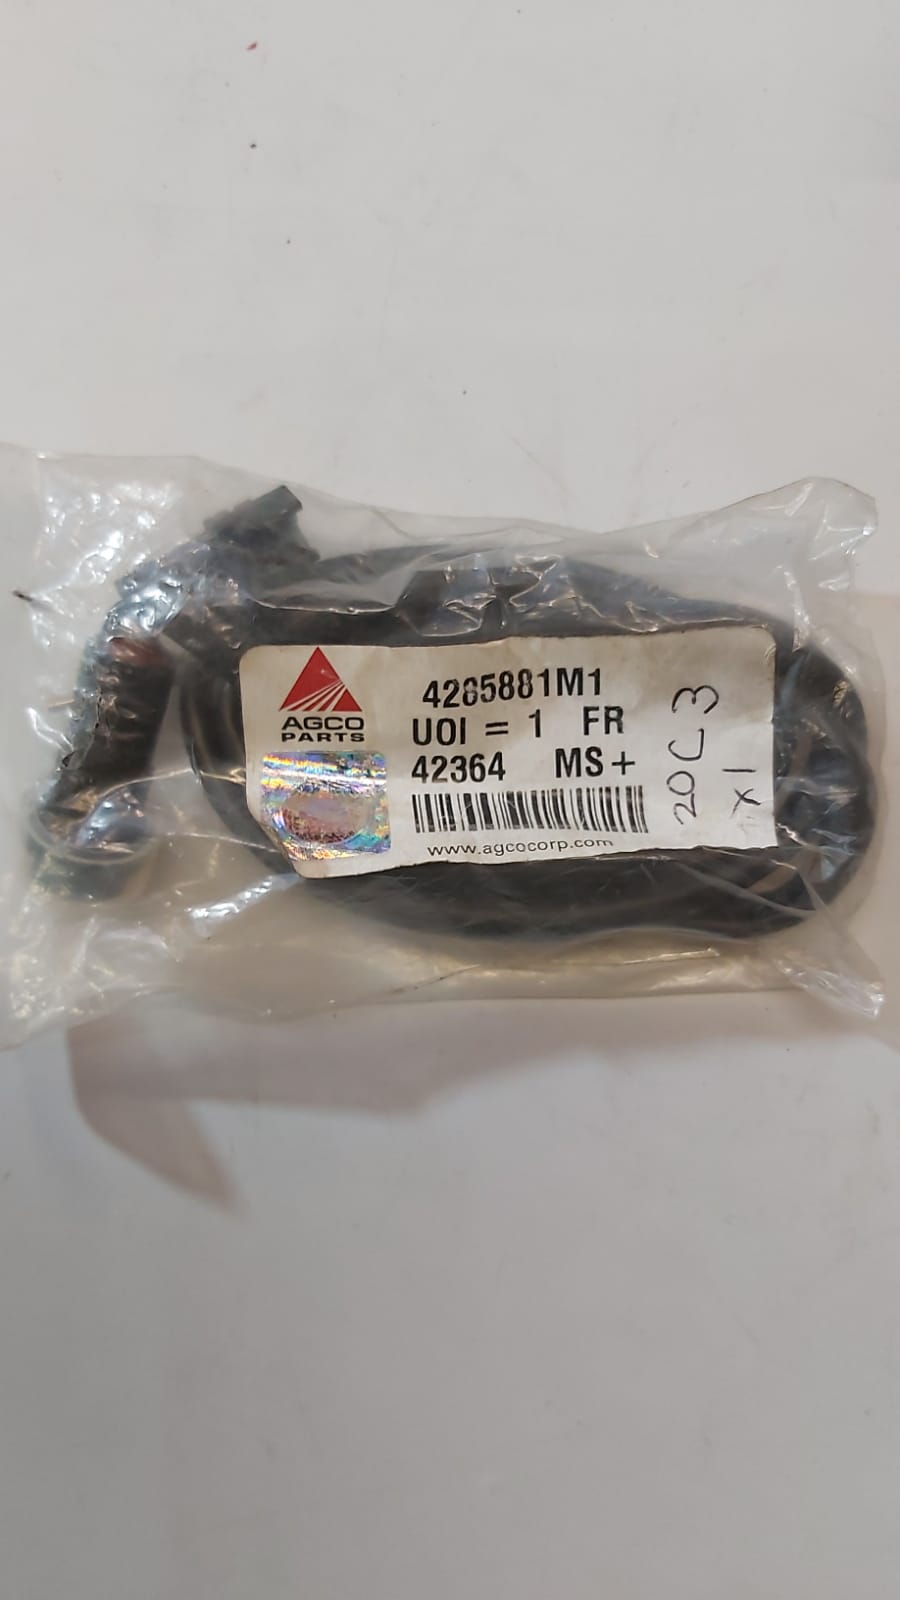 AGCO
PARTS
4285881M1
UOI = 1 FR
42364 MS+
www.agcocorp.com
20C3
x1